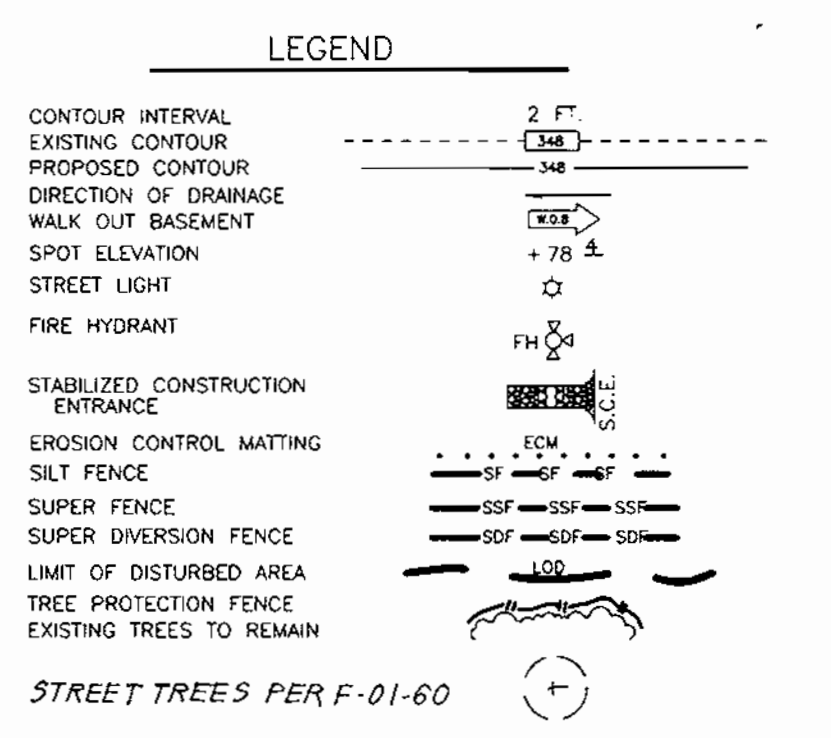 LEGEND
CONTOUR INTERVAL 2 FT.
EXISTING CONTOUR 348
PROPOSED CONTOUR 348
DIRECTION OF DRAINAGE
WALK OUT BASEMENT W.O.B
SPOT ELEVATION + 78 4
STREET LIGHT
FIRE HYDRANT FH
STABILIZED CONSTRUCTION
ENTRANCE S.C.E.
EROSION CONTROL MATTING ECM
SILT FENCE SF SF SF
SUPER FENCE SSF SSF SSF
SUPER DIVERSION FENCE SDF SDF SDF
LIMIT OF DISTURBED AREA LOD
TREE PROTECTION FENCE
EXISTING TREES TO REMAIN
STREET TREES PER F-01-60